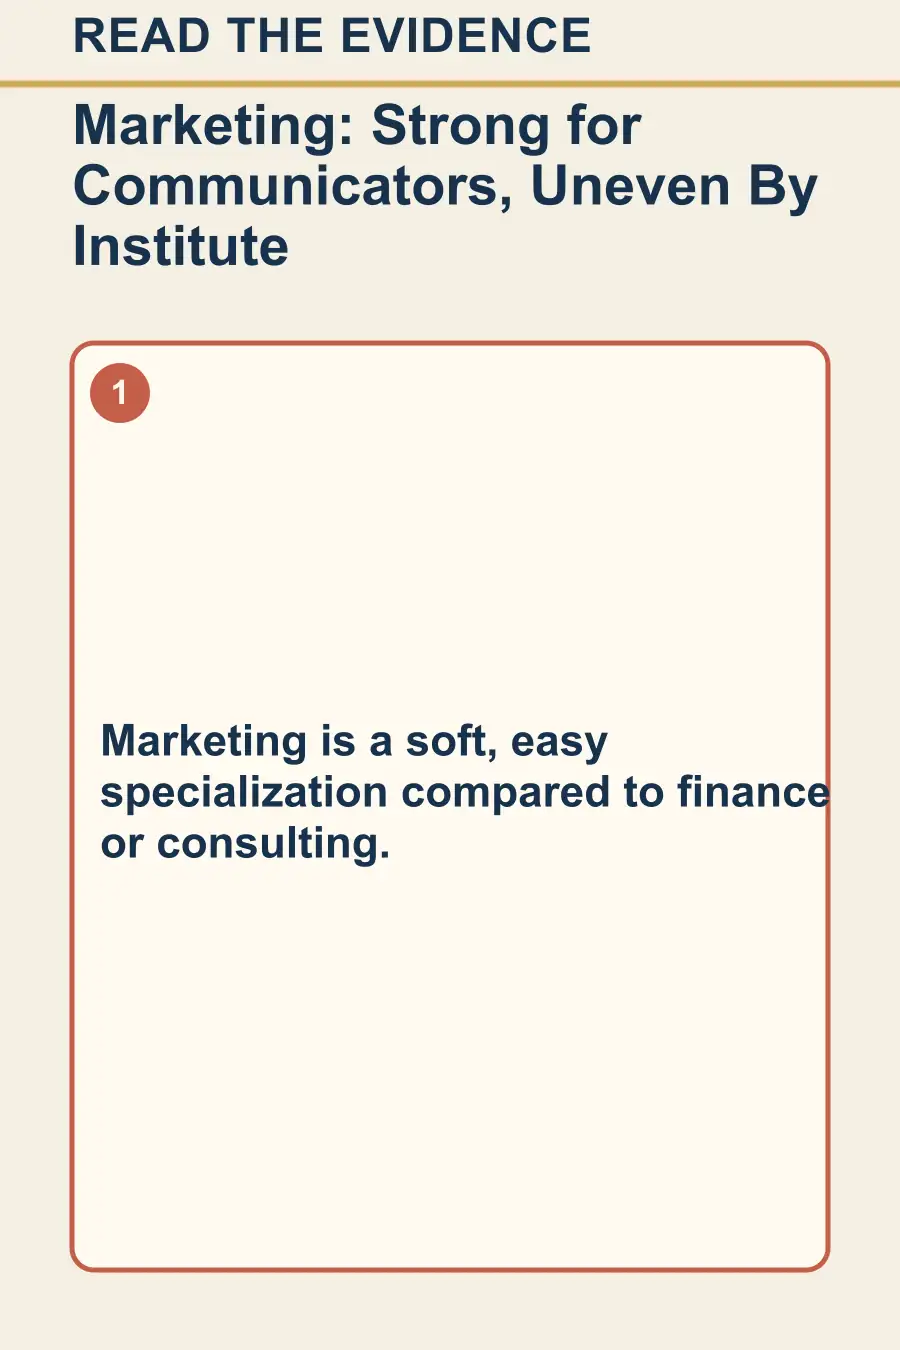 READ THE EVIDENCE
Marketing: Strong for
Communicators, Uneven By
Institute
1
Marketing is a soft, easy
specialization compared to finance
or consulting.